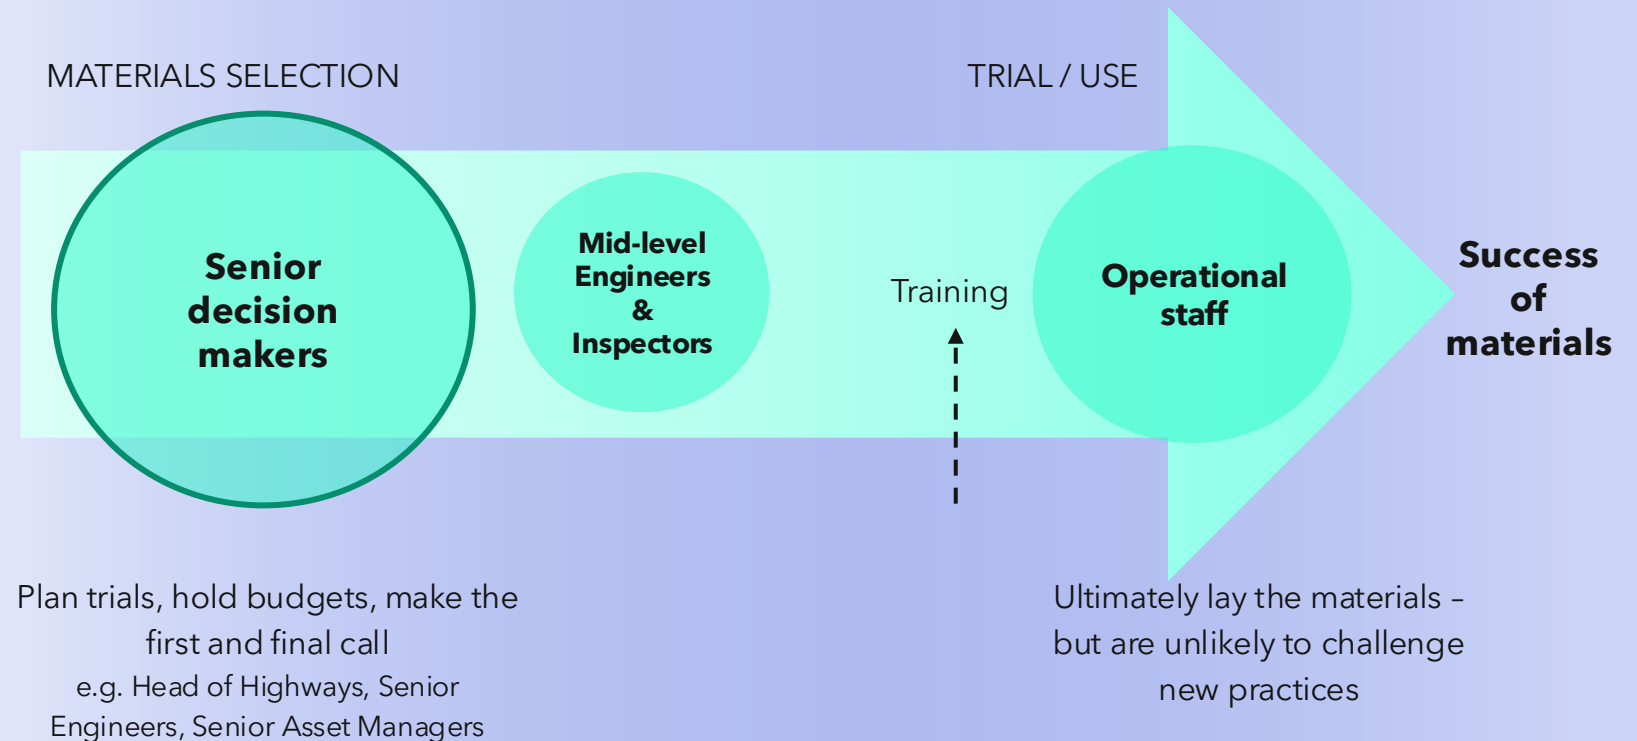 MATERIALS SELECTION
TRIAL / USE
Senior
decision
makers
Mid-level
Engineers
&
Inspectors
Training
Operational
staff
Success
of
materials
Plan trials, hold budgets, make the
first and final call
e.g. Head of Highways, Senior
Engineers, Senior Asset Managers
Ultimately lay the materials –
but are unlikely to challenge
new practices